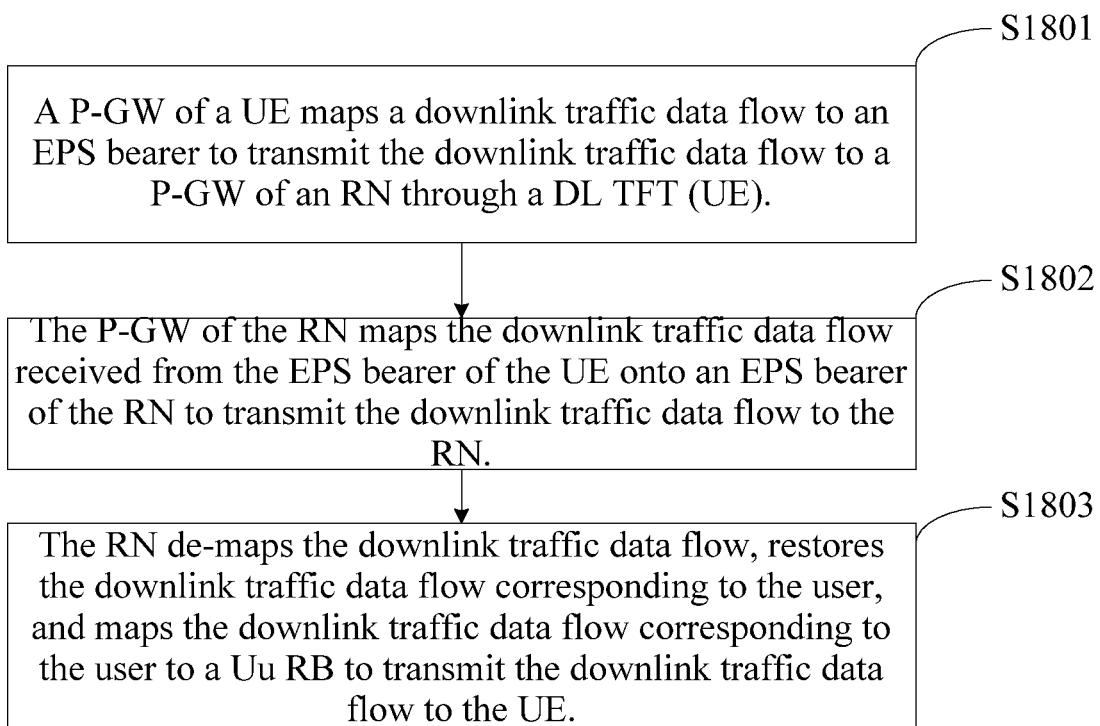 S1801
A P-GW of a UE maps a downlink traffic data flow to an
EPS bearer to transmit the downlink traffic data flow to a
P-GW of an RN through a DL TFT (UE).
S1802
The P-GW of the RN maps the downlink traffic data flow
received from the EPS bearer of the UE onto an EPS bearer
of the RN to transmit the downlink traffic data flow to the
RN.
S1803
The RN de-maps the downlink traffic data flow, restores
the downlink traffic data flow corresponding to the user,
and maps the downlink traffic data flow corresponding to
the user to a Uu RB to transmit the downlink traffic data
flow to the UE.